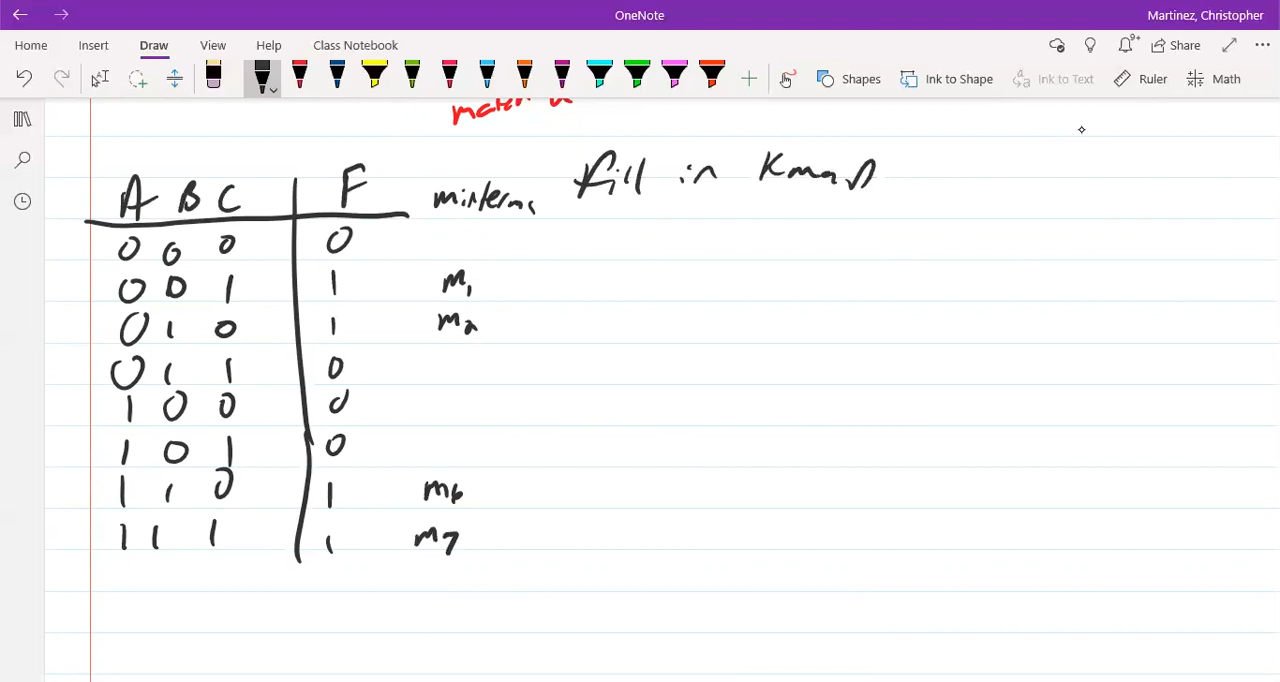 OneNote
Martinez, Christopher
Home Insert Draw View Help Class Notebook Share
Shapes Ink to Shape Ink to Text Ruler Math
fill in Kmap
A B C F minterms
0 0 0 0
0 0 1 1 m1
0 1 0 1 m2
0 1 1 0
1 0 0 0
1 0 1 0
1 1 0 1 m6
1 1 1 1 m7